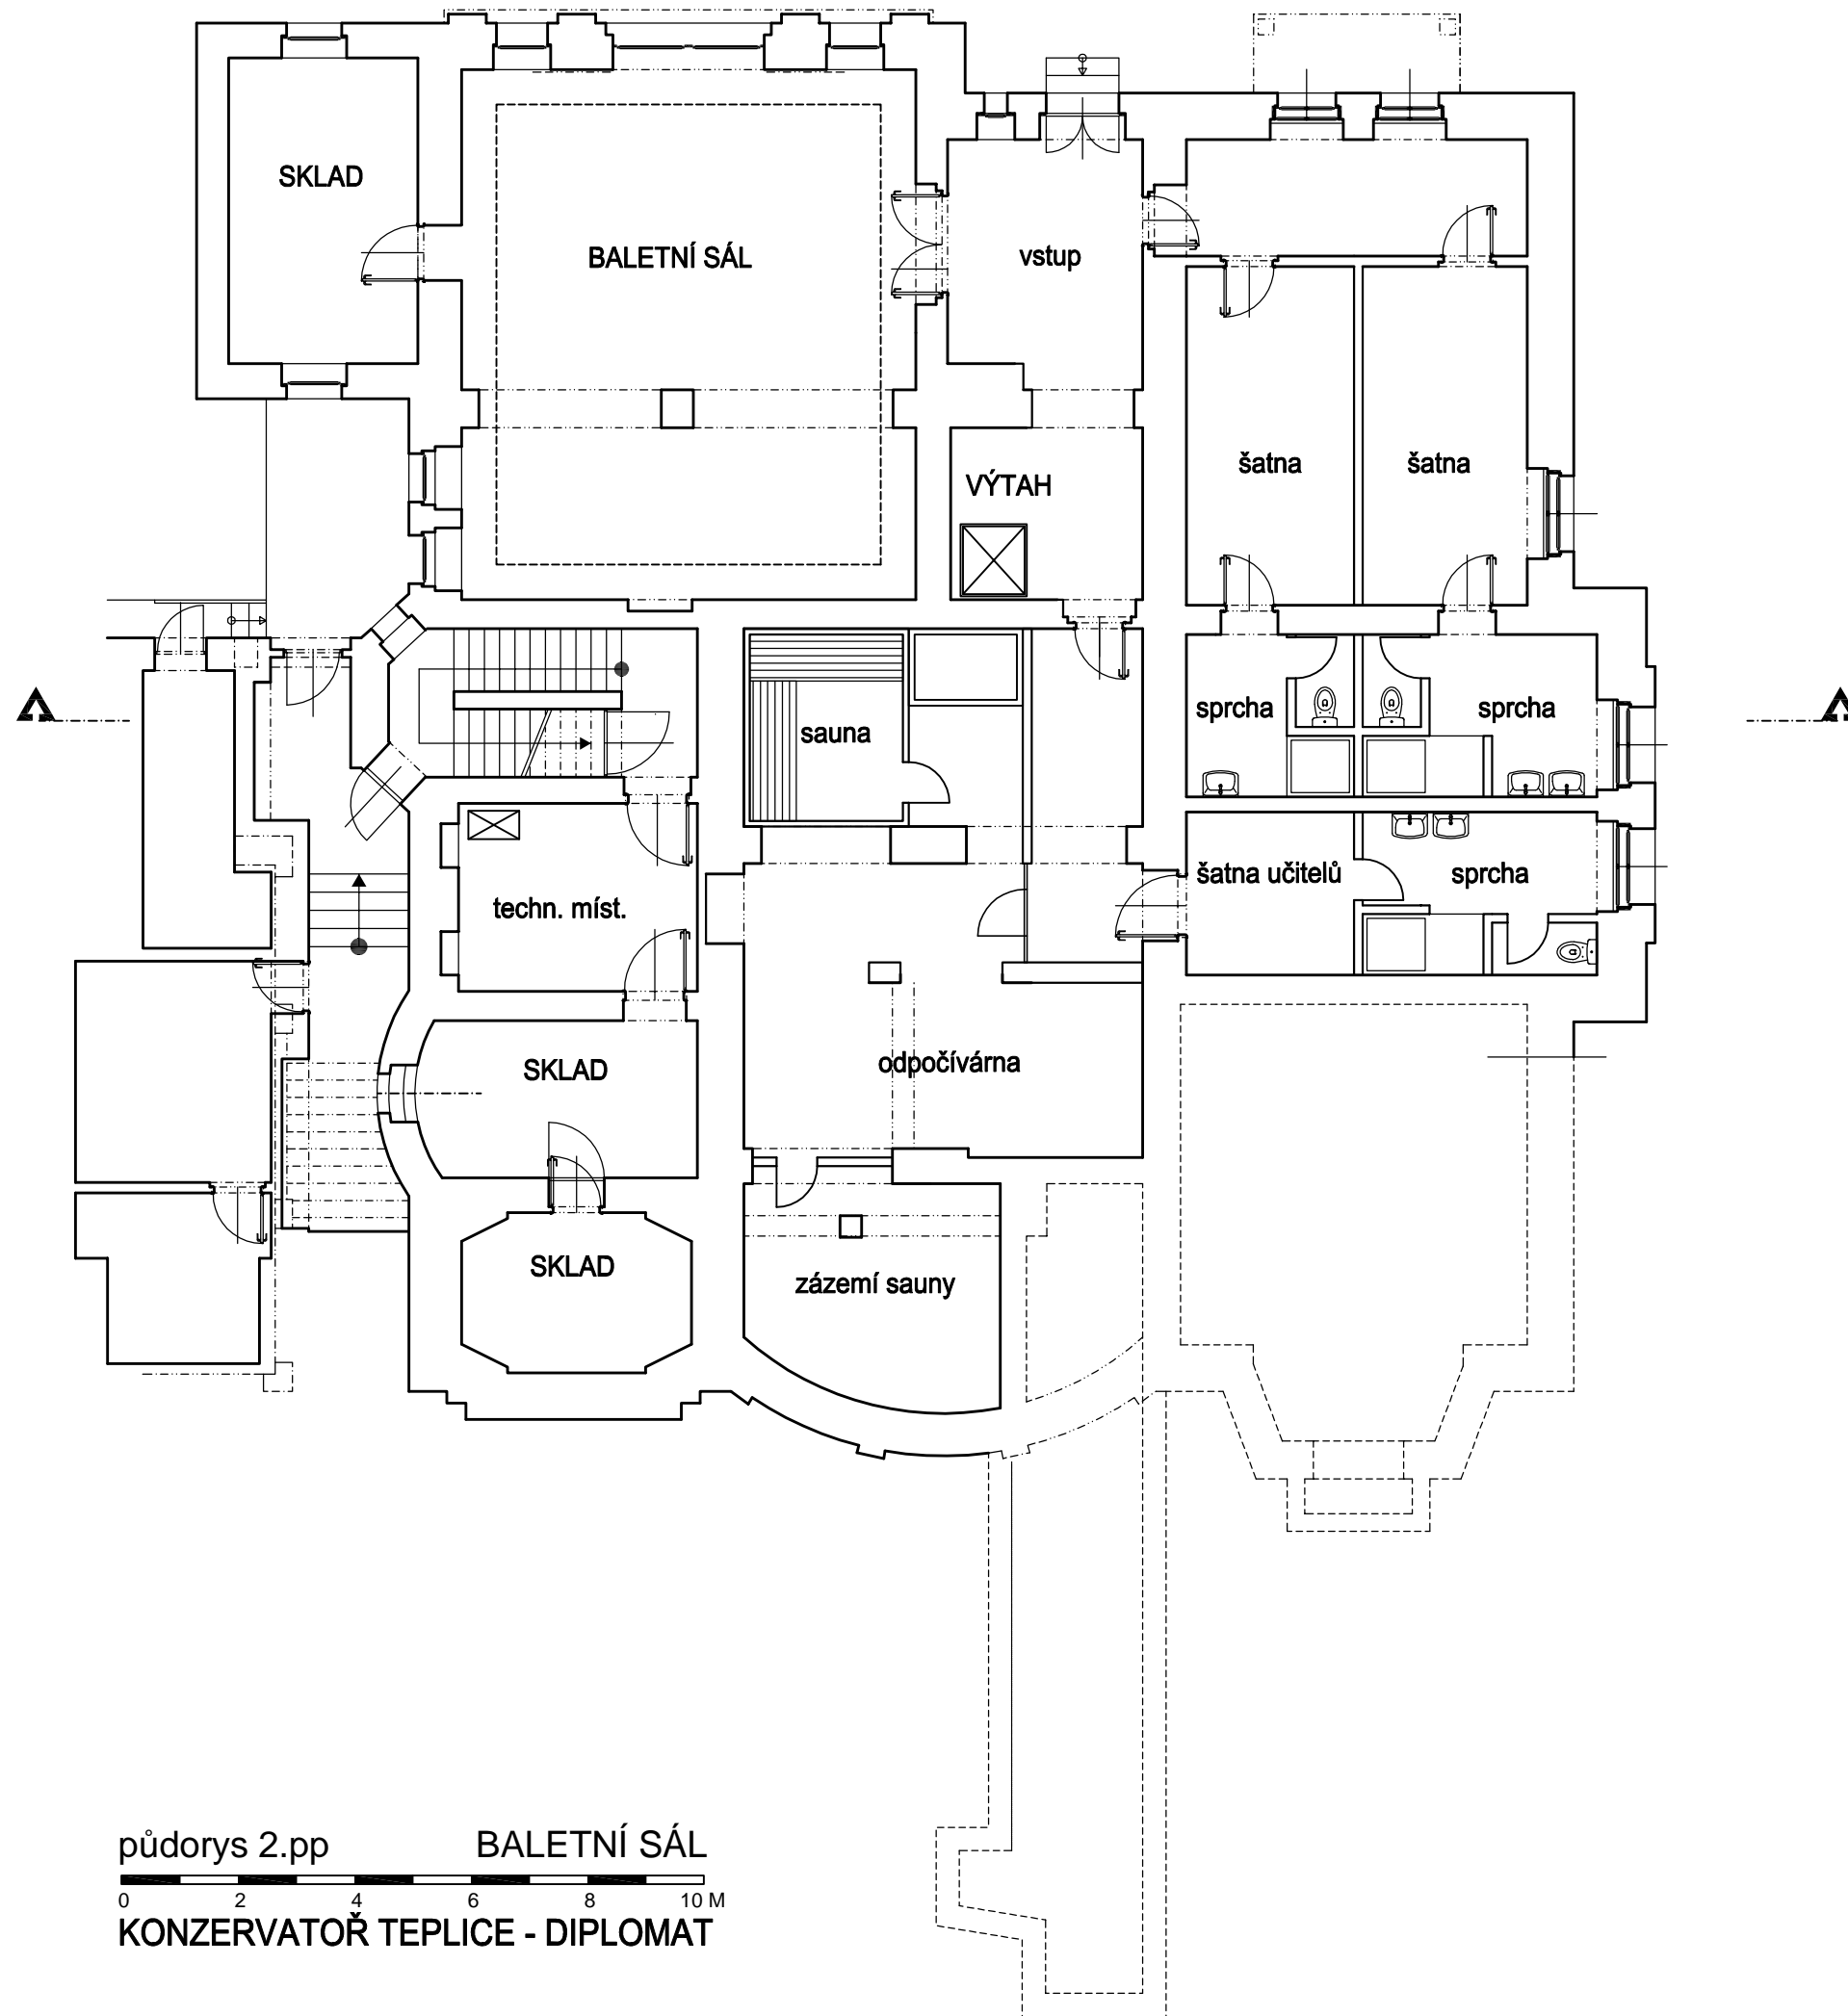 SKLAD
BALETNÍ SÁL
vstup
šatna
šatna
VÝTAH
sauna
sprcha
sprcha
šatna učitelů
sprcha
techn. míst.
odpočívárna
SKLAD
SKLAD
zázemí sauny
půdorys 2.pp
BALETNÍ SÁL
0 2 4 6 8 10 M
KONZERVATOŘ TEPLICE - DIPLOMAT